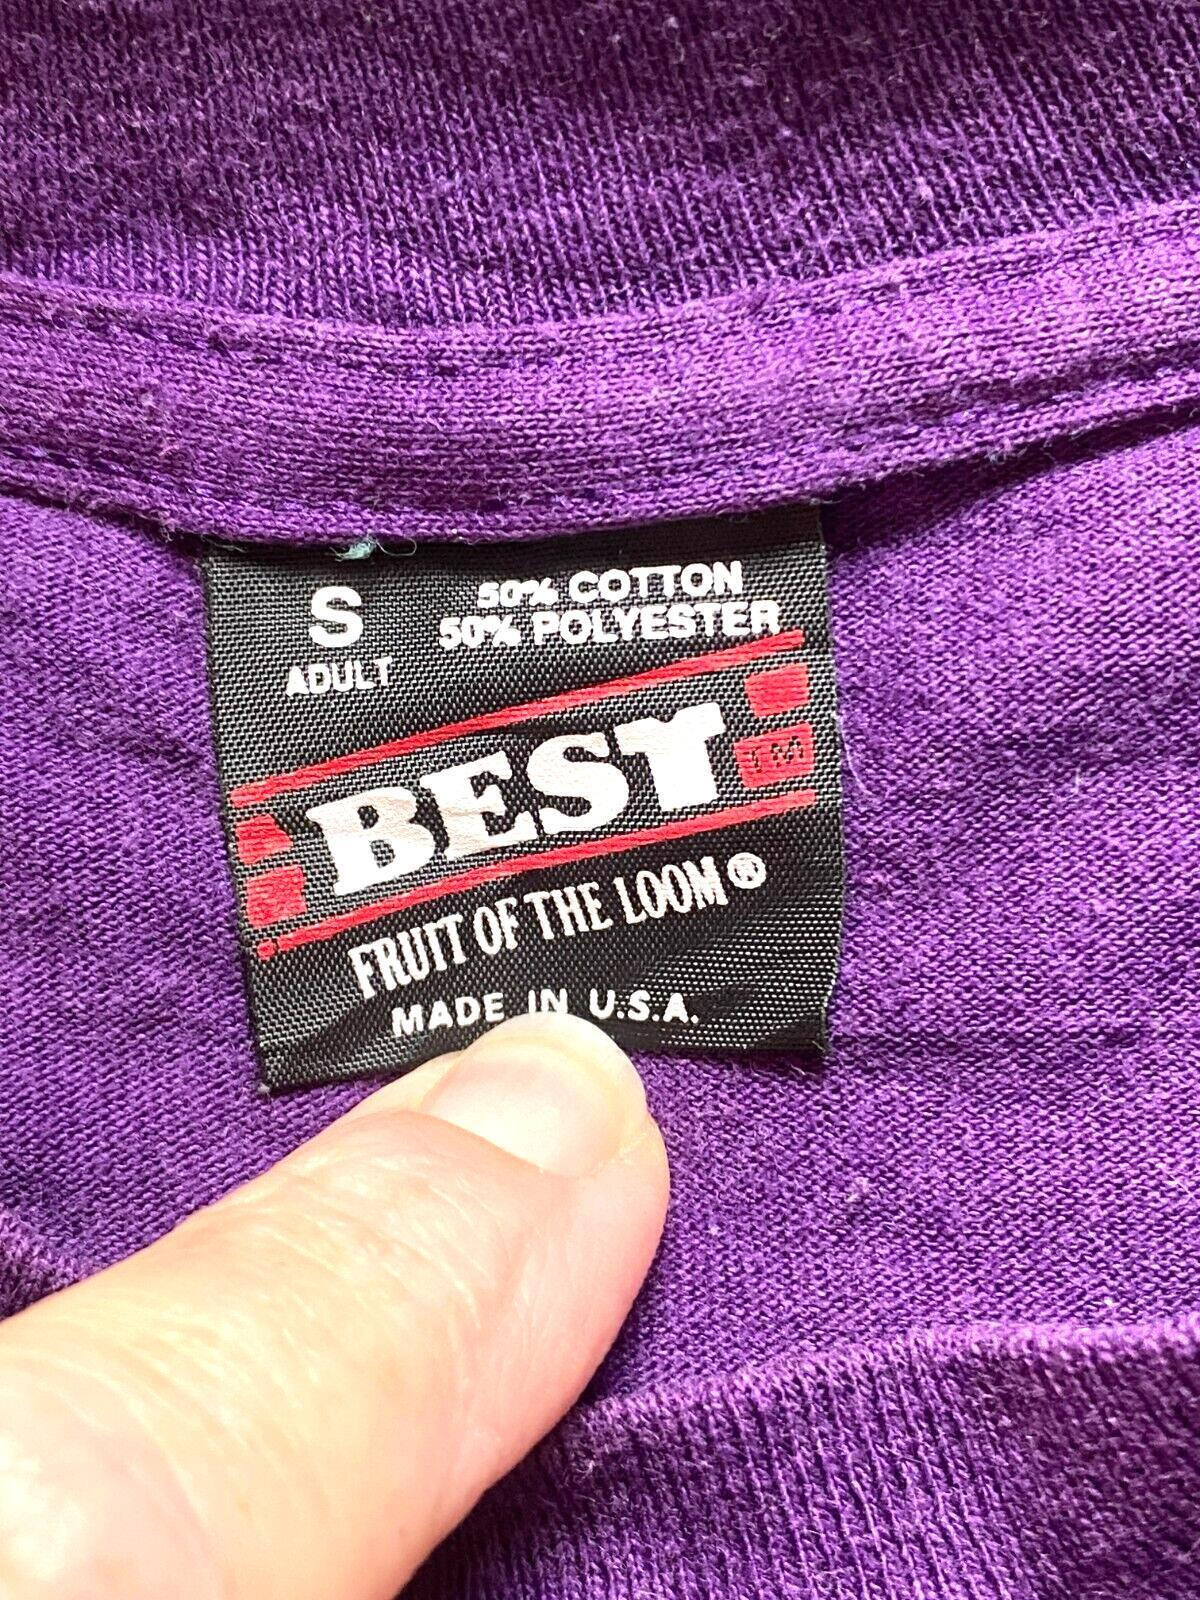 S
ADULT
50% COTTON
50% POLYESTER
BEST
TM
FRUIT OF THE LOOM®
MADE IN U.S.A.